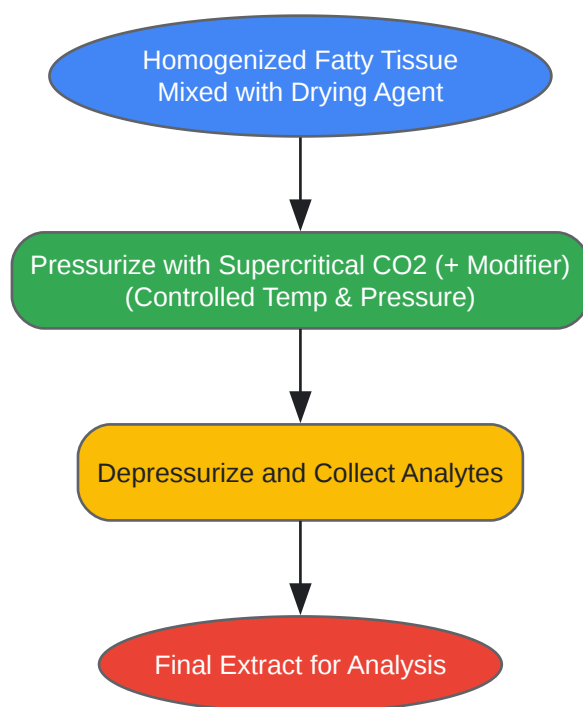 Homogenized Fatty Tissue
Mixed with Drying Agent
Pressurize with Supercritical CO2 (+ Modifier)
(Controlled Temp & Pressure)
Depressurize and Collect Analytes
Final Extract for Analysis